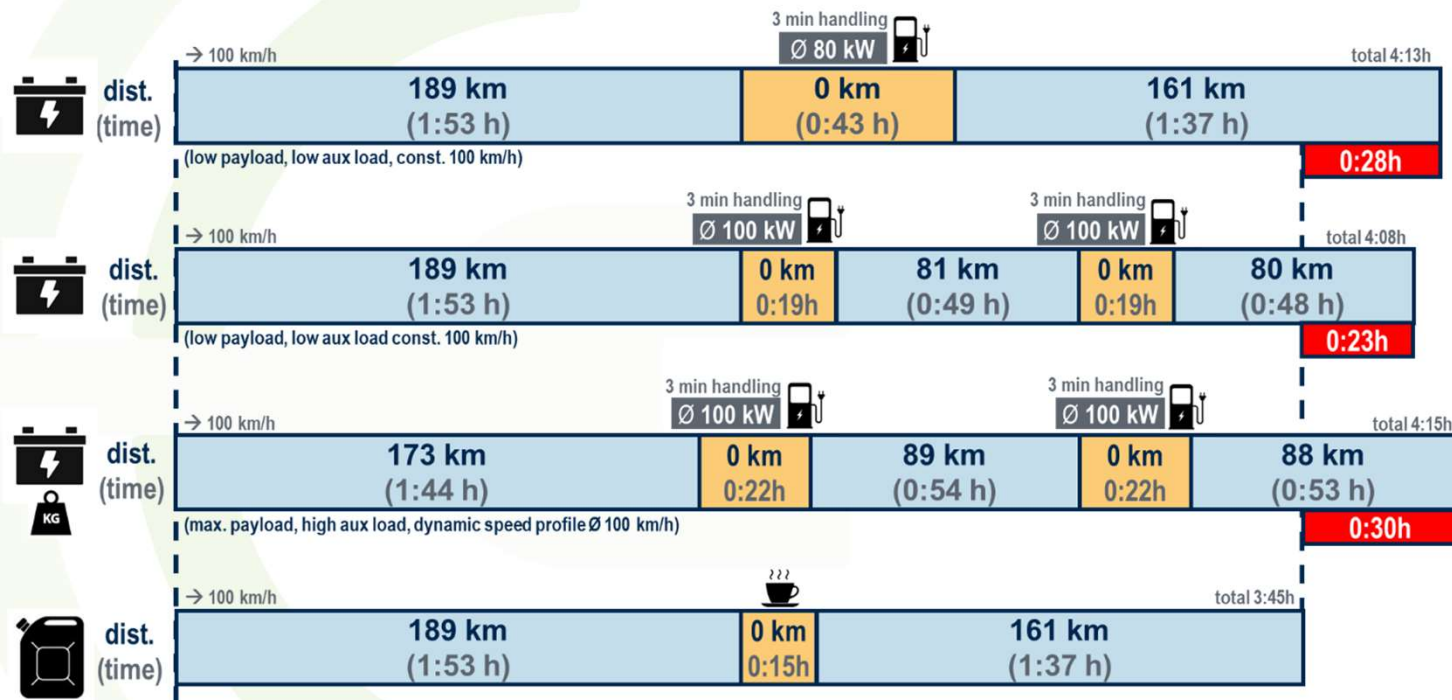 3 min handling
→ 100 km/h
Ø 80 kW
total 4:13h
dist.
(time)
189 km
(1:53 h)
0 km
(0:43 h)
161 km
(1:37 h)
(low payload, low aux load, const. 100 km/h)
0:28h
3 min handling
3 min handling
→ 100 km/h
Ø 100 kW
Ø 100 kW
total 4:08h
dist.
(time)
189 km
(1:53 h)
0 km
0:19h
81 km
(0:49 h)
0 km
0:19h
80 km
(0:48 h)
(low payload, low aux load const. 100 km/h)
0:23h
3 min handling
3 min handling
→ 100 km/h
Ø 100 kW
Ø 100 kW
total 4:15h
KG
dist.
(time)
173 km
(1:44 h)
0 km
0:22h
89 km
(0:54 h)
0 km
0:22h
88 km
(0:53 h)
(max. payload, high aux load, dynamic speed profile Ø 100 km/h)
0:30h
→ 100 km/h
total 3:45h
dist.
(time)
189 km
(1:53 h)
0 km
0:15h
161 km
(1:37 h)